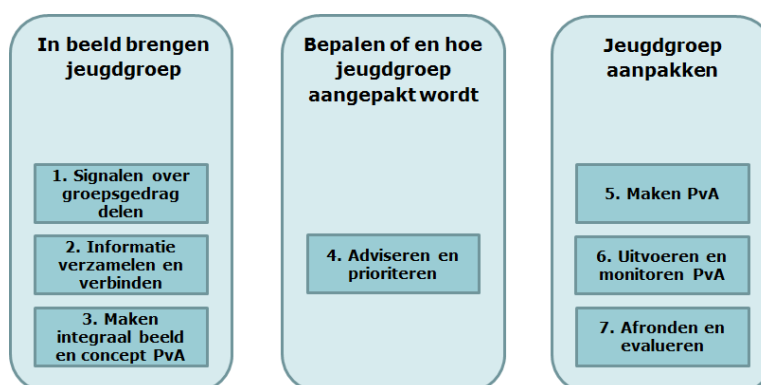 In beeld brengen
jeugdgroep
1. Signalen over
groepsgedrag
delen
2. Informatie
verzamelen en
verbinden
3. Maken
integraal beeld
en concept PvA
Bepalen of en hoe
jeugdgroep
aangepakt wordt
4. Adviseren en
prioriteren
Jeugdgroep
aanpakken
5. Maken PvA
6. Uitvoeren en
monitoren PvA
7. Afronden en
evalueren